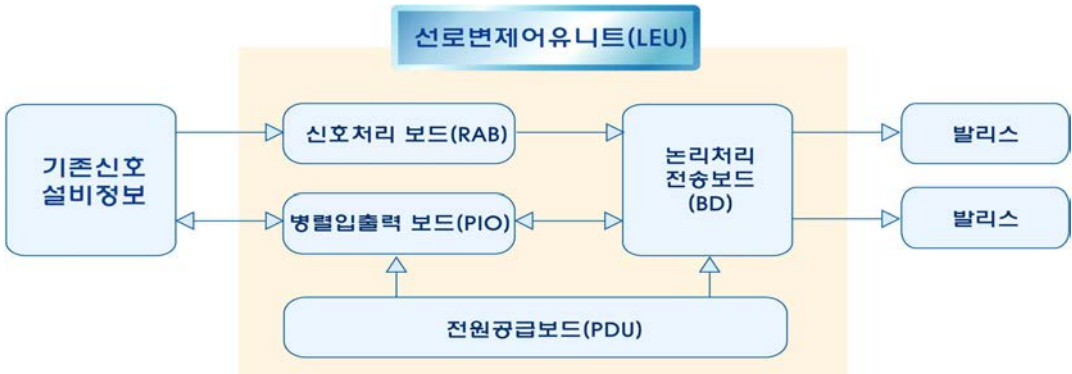 선로변제어유니트(LEU)
기존신호
설비정보
신호처리 보드(RAB)
병렬입출력 보드(PIO)
논리처리
전송보드
(BD)
발리스
발리스
전원공급보드(PDU)